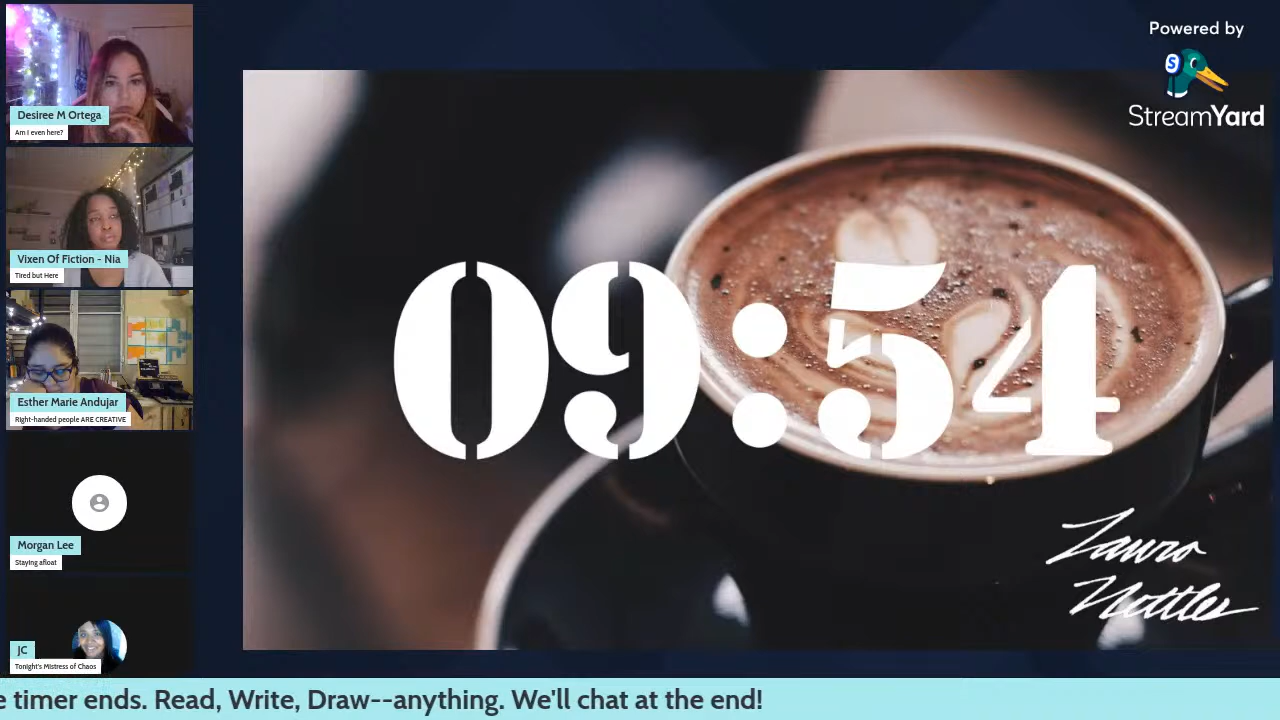 Powered by
StreamYard
Desiree M Ortega
Am I even here?
Vixen Of Fiction - Nia
Tired but Here
Esther Marie Andujar
Right-handed people ARE CREATIVE
Morgan Lee
Staying afloat
JC
Tonight's Mistress of Chaos
09:54
e timer ends. Read, Write, Draw--anything. We'll chat at the end!